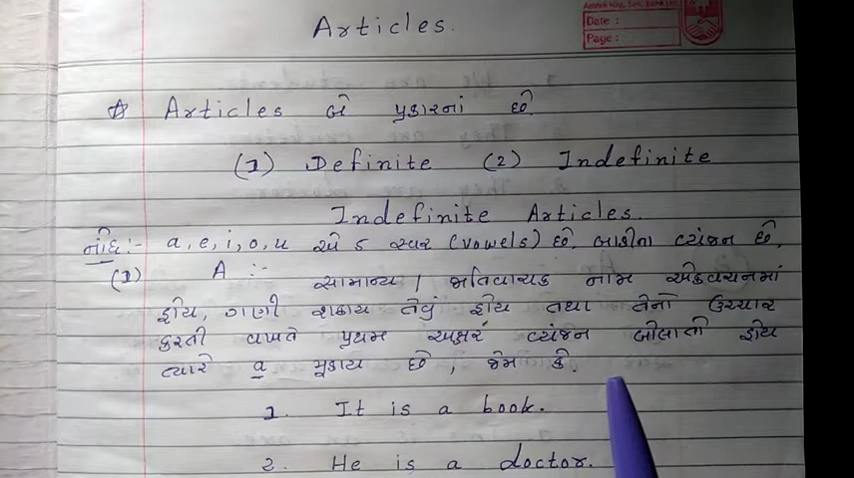 Articles.
Date :
Page :
☆ Articles બે પ્રકારનાં છે
(1) Definite (2) Indefinite
Indefinite Articles.
નોંધ:- a, e, i, o, u એ 5 સ્વર (vowels) છે. બાકીના વ્યંજન છે.
(1) A :- સામાન્ય / જાતિવાચક નામ એકવચનમાં
હોય, ગણી શકાય તેવું હોય તથા તેનો ઉચ્ચાર
કરતી વખતે પ્રથમ અક્ષર વ્યંજન બોલાતો હોય
ત્યારે a મૂકાય છે, જેમ કે.
1. It is a book.
2. He is a doctor.